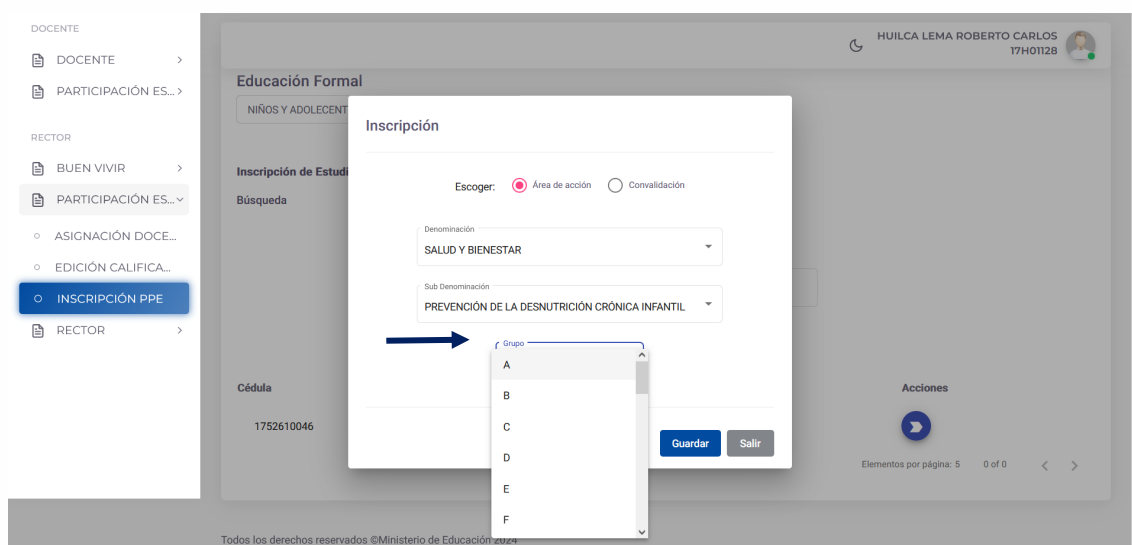 DOCENTE
DOCENTE
PARTICIPACIÓN ES...
RECTOR
BUEN VIVIR
PARTICIPACIÓN ES...
ASIGNACIÓN DOCE...
EDICIÓN CALIFICA...
INSCRIPCIÓN PPE
RECTOR
HUILCA LEMA ROBERTO CARLOS
17H01128
Educación Formal
NIÑOS Y ADOLECENT
Inscripción de Estudi
Búsqueda
Inscripción
Escoger: Área de acción Convalidación
Denominación
SALUD Y BIENESTAR
Sub Denominación
PREVENCIÓN DE LA DESNUTRICIÓN CRÓNICA INFANTIL
Grupo
A
B
C
D
E
F
Guardar Salir
Cédula Acciones
1752610046
Elementos por página: 5 0 of 0
Todos los derechos reservados ©Ministerio de Educación 2024